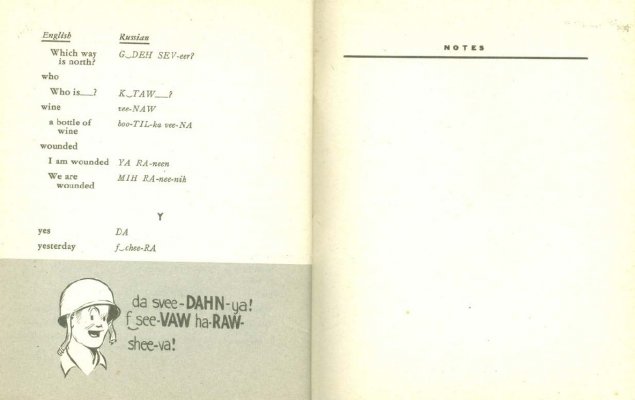 English Russian
Which way G‿DEH SEV-eer?
is north?
who
Who is___? K‿TAW___?
wine vee-NAW
a bottle of boo-TIL-ka vee-NA
wine
wounded
I am wounded YA RA-neen
We are MIH RA-nee-nih
wounded
Y
yes DA
yesterday f‿chee-RA
da svee-DAHN-ya!
f‿see-VAW ha-RAW-
shee-va!
NOTES